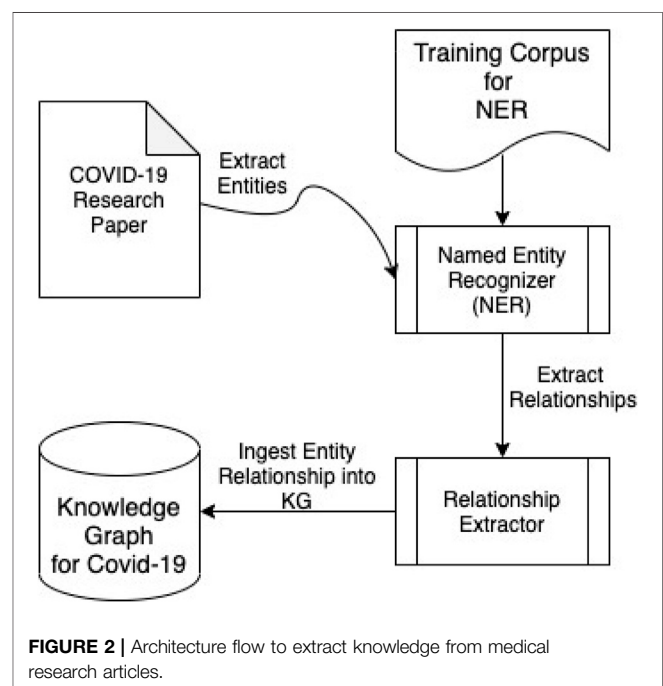 Training Corpus
for
NER
COVID-19
Research
Paper
Extract
Entities
Named Entity
Recognizer
(NER)
Extract
Relationships
Relationship
Extractor
Ingest Entity
Relationship into
KG
Knowledge
Graph
for Covid-19
FIGURE 2 | Architecture flow to extract knowledge from medical
research articles.